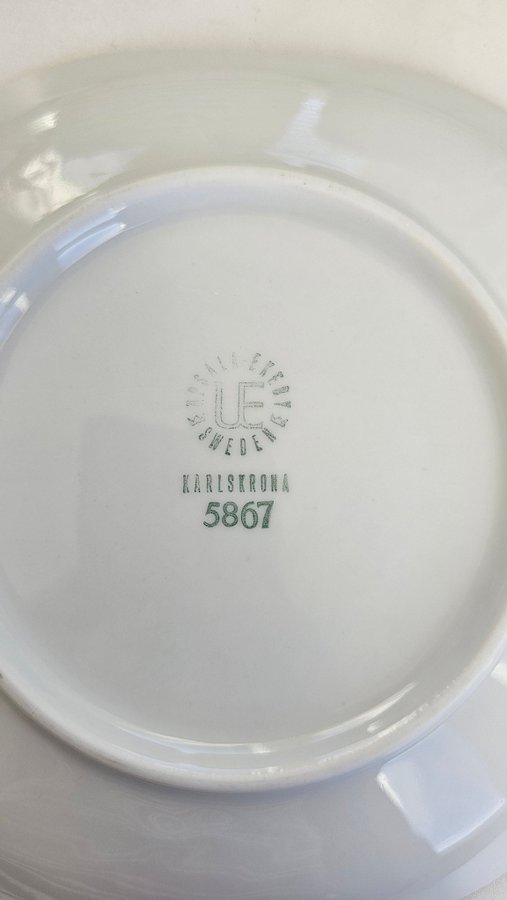 UPSALA-EKEBY
UE
SWEDEN
KARLSKRONA
5867